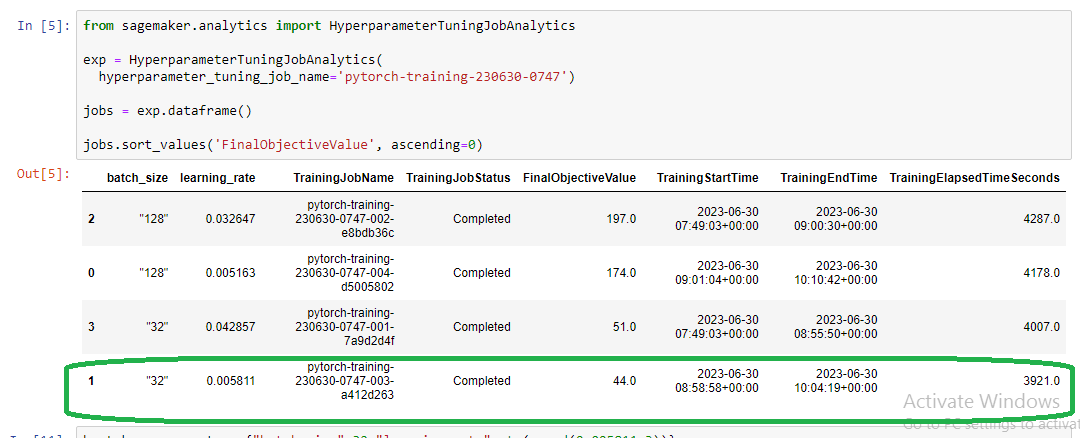 In [5]: from sagemaker.analytics import HyperparameterTuningJobAnalytics
exp = HyperparameterTuningJobAnalytics(
hyperparameter_tuning_job_name='pytorch-training-230630-0747')
jobs = exp.dataframe()
jobs.sort_values('FinalObjectiveValue', ascending=0)
Out[5]:
batch_size learning_rate TrainingJobName TrainingJobStatus FinalObjectiveValue TrainingStartTime TrainingEndTime TrainingElapsedTimeSeconds
2 "128" 0.032647 pytorch-training-230630-0747-002-e8bdb36c Completed 197.0 2023-06-30 07:49:03+00:00 2023-06-30 09:00:30+00:00 4287.0
0 "128" 0.005163 pytorch-training-230630-0747-004-d5005802 Completed 174.0 2023-06-30 09:01:04+00:00 2023-06-30 10:10:42+00:00 4178.0
3 "32" 0.042857 pytorch-training-230630-0747-001-7a9d2d4f Completed 51.0 2023-06-30 07:49:03+00:00 2023-06-30 08:55:50+00:00 4007.0
1 "32" 0.005811 pytorch-training-230630-0747-003-a412d263 Completed 44.0 2023-06-30 08:58:58+00:00 2023-06-30 10:04:19+00:00 3921.0
Activate Windows
Go to PC settings to activat